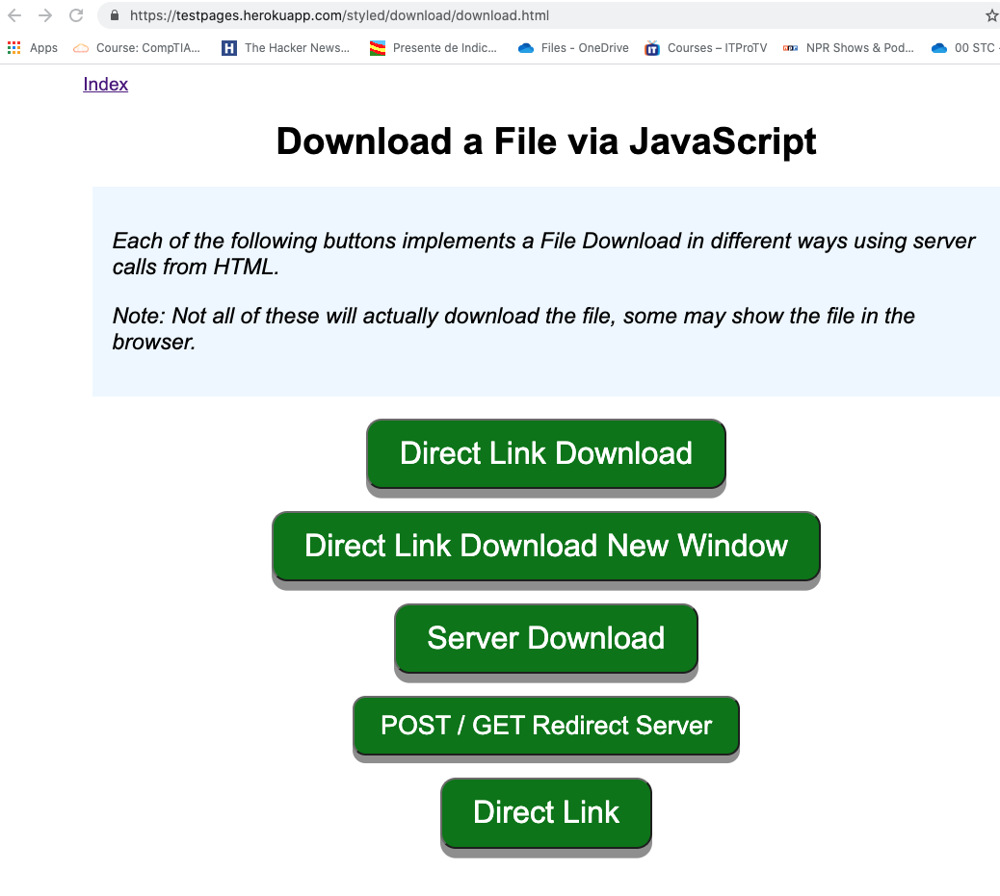 https://testpages.herokuapp.com/styled/download/download.html
Apps Course: CompTIA... H The Hacker News... Presente de Indic... Files - OneDrive IT Courses – ITProTV npr NPR Shows & Pod... 00 STC
Index
Download a File via JavaScript
Each of the following buttons implements a File Download in different ways using server
calls from HTML.
Note: Not all of these will actually download the file, some may show the file in the
browser.
Direct Link Download
Direct Link Download New Window
Server Download
POST / GET Redirect Server
Direct Link